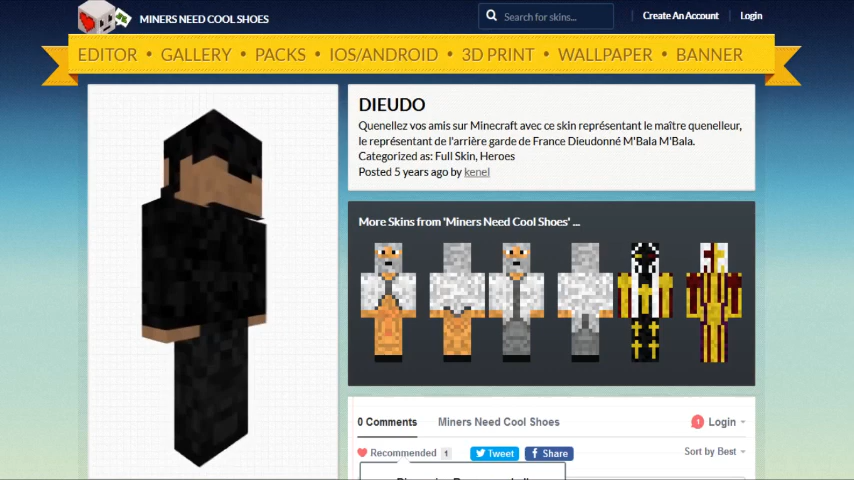 MINERS NEED COOL SHOES
Search for skins...
Create An Account
Login
EDITOR • GALLERY • PACKS • IOS/ANDROID • 3D PRINT • WALLPAPER • BANNER
DIEUDO
Quenellez vos amis sur Minecraft avec ce skin représentant le maître quenelleur,
le représentant de l'arrière garde de France Dieudonné M'Bala M'Bala.
Categorized as: Full Skin, Heroes
Posted 5 years ago by kenel
More Skins from 'Miners Need Cool Shoes' ...
0 Comments Miners Need Cool Shoes 1 Login
Recommended 1 Tweet Share Sort by Best